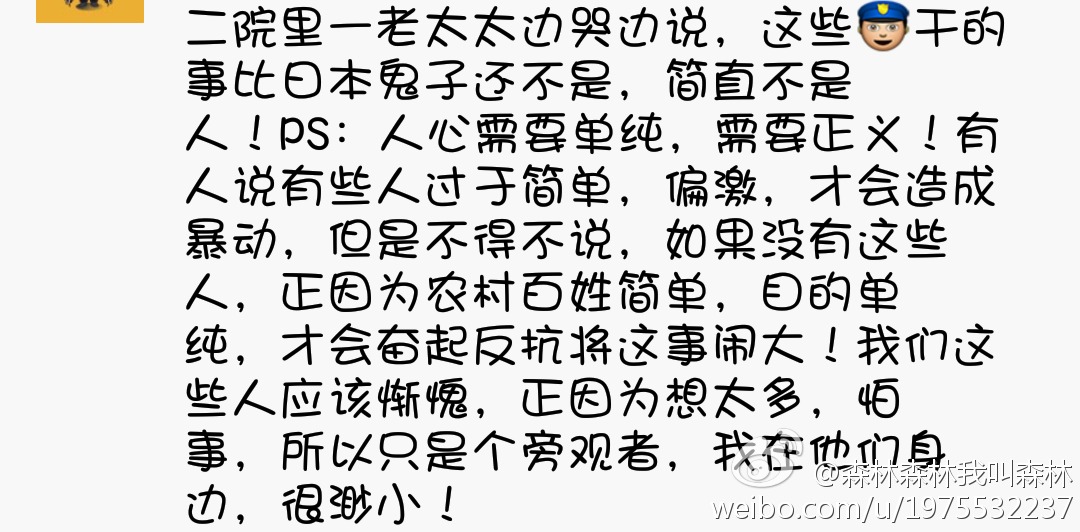 二院里一老太太边哭边说，这些👮干的
事比日本鬼子还不是，简直不是
人！PS：人心需要单纯，需要正义！有
人说有些人过于简单，偏激，才会造成
暴动，但是不得不说，如果没有这些
人，正因为农村百姓简单，目的单
纯，才会奋起反抗将这事闹大！我们这
些人应该惭愧，正因为想太多，怕
事，所以只是个旁观者，我在他们身
边，很渺小！
@森林森林我叫森林
weibo.com/u/1975532237